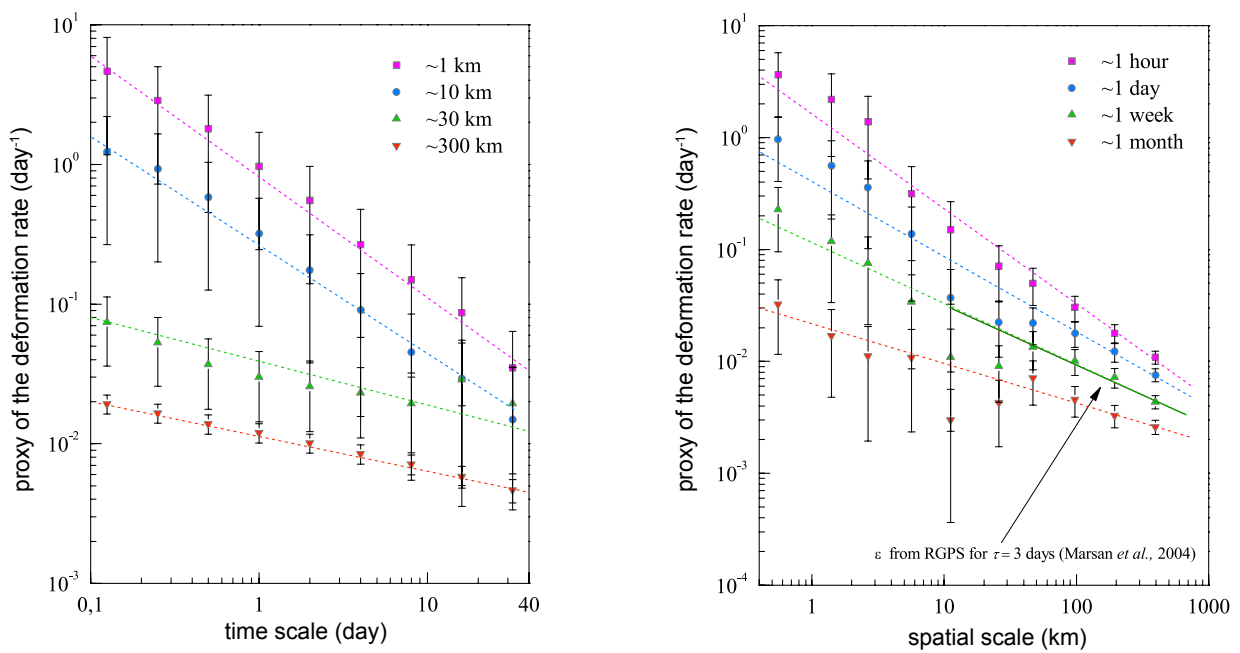 10^1
10^0
10^-1
10^-2
10^-3
0,1
1
10
40
proxy of the deformation rate (day^-1)
time scale (day)
~1 km
~10 km
~30 km
~300 km
10^1
10^0
10^-1
10^-2
10^-3
10^-4
1
10
100
1000
proxy of the deformation rate (day^-1)
spatial scale (km)
~1 hour
~1 day
~1 week
~1 month
ε from RGPS for τ = 3 days (Marsan et al., 2004)